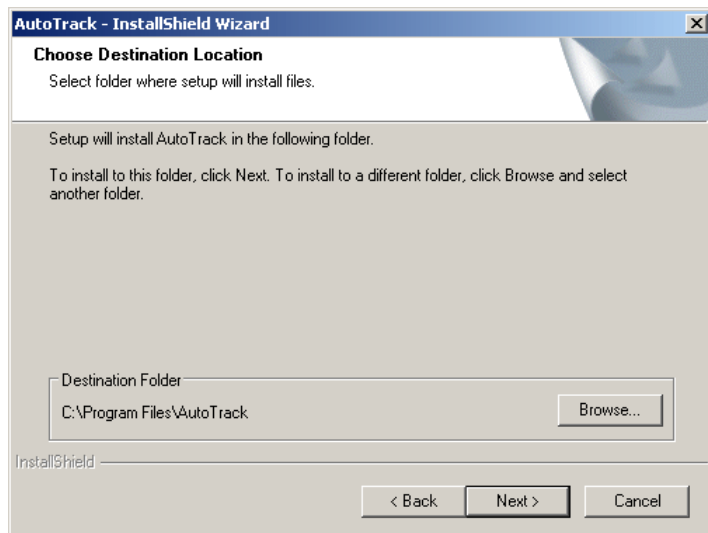 AutoTrack - InstallShield Wizard
Choose Destination Location
Select folder where setup will install files.
Setup will install AutoTrack in the following folder.
To install to this folder, click Next. To install to a different folder, click Browse and select
another folder.
Destination Folder
C:\Program Files\AutoTrack
Browse...
InstallShield
< Back
Next >
Cancel